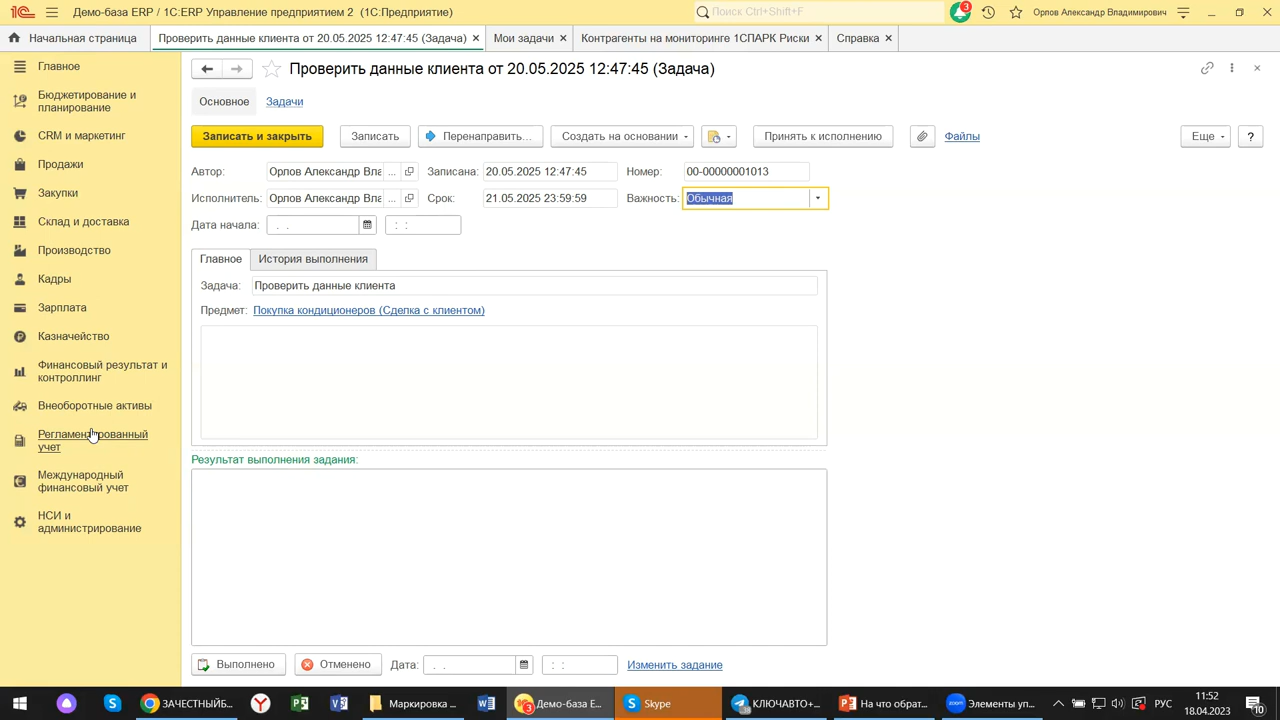 Демо-база ERP / 1С:ERP Управление предприятием 2 (1С:Предприятие)
Поиск Ctrl+Shift+F
3
Орлов Александр Владимирович
Начальная страница
Проверить данные клиента от 20.05.2025 12:47:45 (Задача) ×
Мои задачи ×
Контрагенты на мониторинге 1СПАРК Риски ×
Справка ×
Главное
Бюджетирование и
планирование
CRM и маркетинг
Продажи
Закупки
Склад и доставка
Производство
Кадры
Зарплата
Казначейство
Финансовый результат и
контроллинг
Внеоборотные активы
Регламентированный
учет
Международный
финансовый учет
НСИ и
администрирование
Проверить данные клиента от 20.05.2025 12:47:45 (Задача)
Основное
Задачи
Записать и закрыть
Записать
Перенаправить...
Создать на основании
Принять к исполнению
Файлы
Еще
?
Автор: Орлов Александр Вла ...
Записана: 20.05.2025 12:47:45
Номер: 00-00000001013
Исполнитель: Орлов Александр Вла ...
Срок: 21.05.2025 23:59:59
Важность: Обычная
Дата начала: . . : :
Главное
История выполнения
Задача: Проверить данные клиента
Предмет: Покупка кондиционеров (Сделка с клиентом)
Результат выполнения задания:
Выполнено
Отменено
Дата: . . : :
Изменить задание
ЗАЧЕСТНЫЙБ...
Маркировка ...
Демо-база Е...
Skype
КЛЮЧАВТО+...
На что обрат...
Элементы уп...
РУС
11:52
18.04.2023